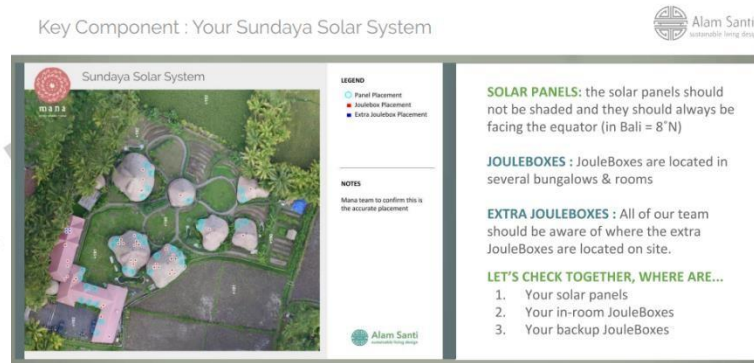 Key Component : Your Sundaya Solar System
Alam Santi
sustainable living design
Sundaya Solar System
mana
LEGEND
Panel Placement
Joulebox Placement
Extra Joulebox Placement
NOTES
Mana team to confirm this is
the accurate placement
Alam Santi
sustainable living design
SOLAR PANELS: the solar panels should
not be shaded and they should always be
facing the equator (in Bali = 8°N)
JOULEBOXES : JouleBoxes are located in
several bungalows & rooms
EXTRA JOULEBOXES : All of our team
should be aware of where the extra
JouleBoxes are located on site.
LET'S CHECK TOGETHER, WHERE ARE...
1. Your solar panels
2. Your in-room JouleBoxes
3. Your backup JouleBoxes